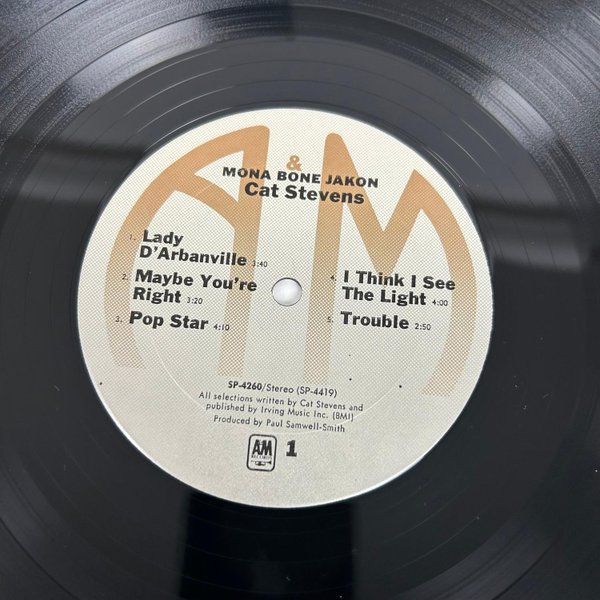 A & M
MONA BONE JAKON
Cat Stevens
1. Lady
D'Arbanville 3:40
2. Maybe You're
Right 3:20
3. Pop Star 4:10
4. I Think I See
The Light 4:00
5. Trouble 2:50
SP-4260/Stereo (SP-4419)
All selections written by Cat Stevens and
published by Irving Music Inc. (BMI)
Produced by Paul Samwell-Smith
AM
RECORDS
1